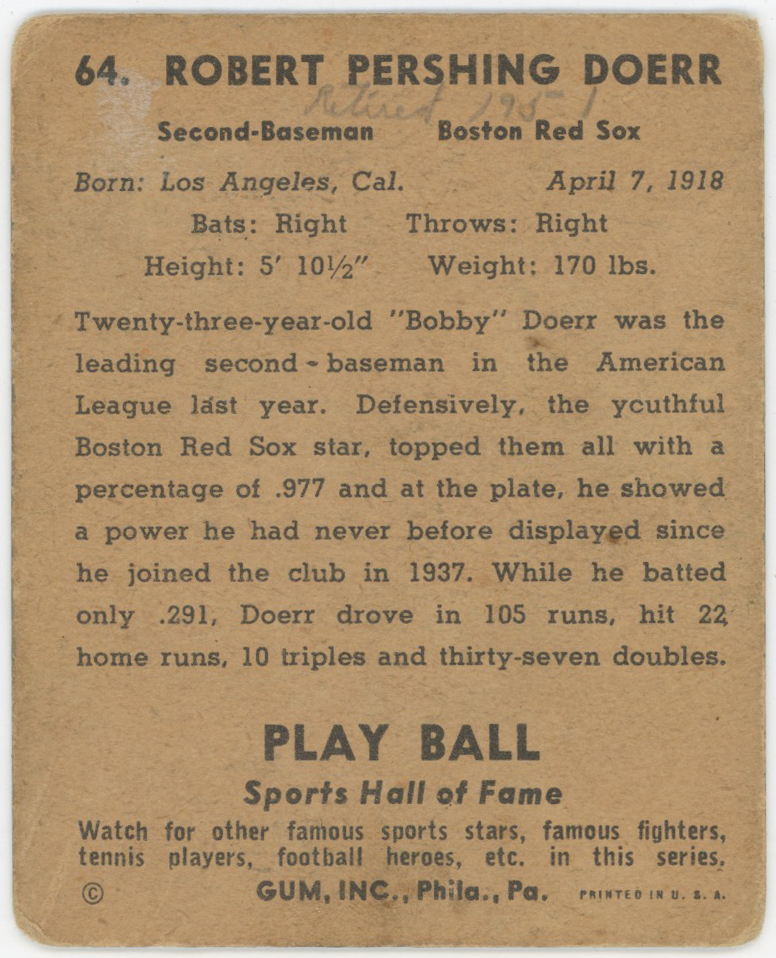 64. ROBERT PERSHING DOERR
Retired 1951
Second-Baseman Boston Red Sox
Born: Los Angeles, Cal. April 7, 1918
Bats: Right Throws: Right
Height: 5′ 10½″ Weight: 170 lbs.
Twenty-three-year-old "Bobby" Doerr was the
leading second-baseman in the American
League last year. Defensively, the youthful
Boston Red Sox star, topped them all with a
percentage of .977 and at the plate, he showed
a power he had never before displayed since
he joined the club in 1937. While he batted
only .291, Doerr drove in 105 runs, hit 22
home runs, 10 triples and thirty-seven doubles.
PLAY BALL
Sports Hall of Fame
Watch for other famous sports stars, famous fighters,
tennis players, football heroes, etc. in this series.
© GUM, INC., Phila., Pa. PRINTED IN U. S. A.